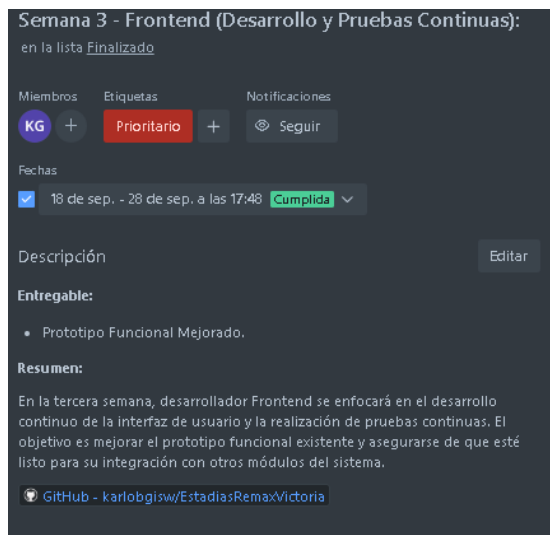 Semana 3 - Frontend (Desarrollo y Pruebas Continuas):
en la lista Finalizado
Miembros Etiquetas Notificaciones
KG + Prioritario + Seguir
Fechas
18 de sep. - 28 de sep. a las 17:48 Cumplida
Descripción Editar
Entregable:
• Prototipo Funcional Mejorado.
Resumen:
En la tercera semana, desarrollador Frontend se enfocará en el desarrollo
continuo de la interfaz de usuario y la realización de pruebas continuas. El
objetivo es mejorar el prototipo funcional existente y asegurarse de que esté
listo para su integración con otros módulos del sistema.
GitHub - karlobgisw/EstadiasRemaxVictoria